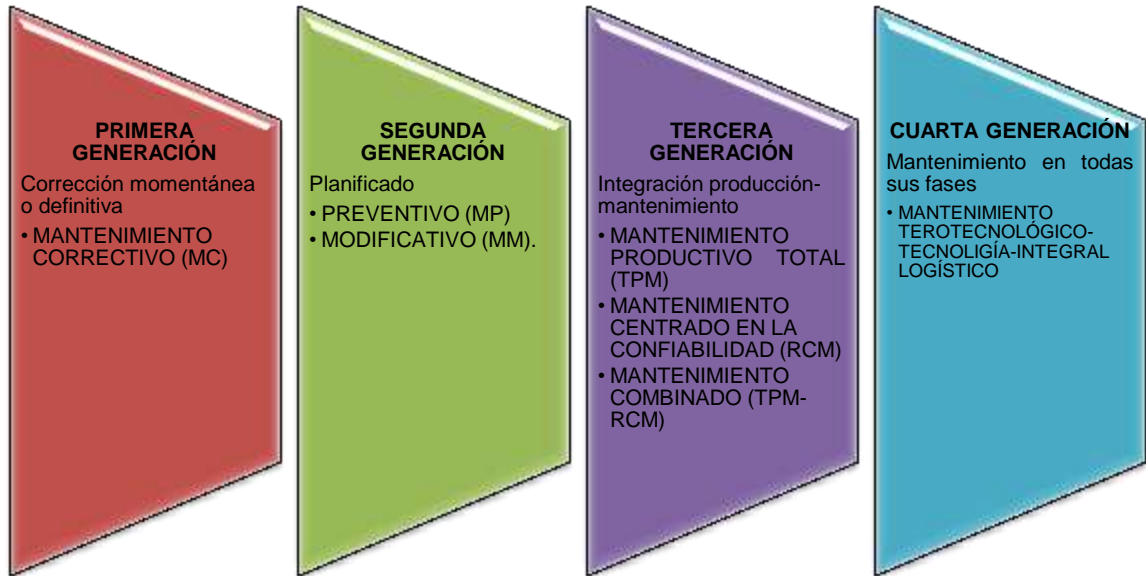 PRIMERA
GENERACIÓN
Corrección momentánea
o definitiva
• MANTENIMIENTO
CORRECTIVO (MC)
SEGUNDA
GENERACIÓN
Planificado
• PREVENTIVO (MP)
• MODIFICATIVO (MM).
TERCERA
GENERACIÓN
Integración producción-
mantenimiento
• MANTENIMIENTO
PRODUCTIVO TOTAL
(TPM)
• MANTENIMIENTO
CENTRADO EN LA
CONFIABILIDAD (RCM)
• MANTENIMIENTO
COMBINADO (TPM-
RCM)
CUARTA GENERACIÓN
Mantenimiento en todas
sus fases
• MANTENIMIENTO
TEROTECNOLÓGICO-
TECNOLIGÍA-INTEGRAL
LOGÍSTICO